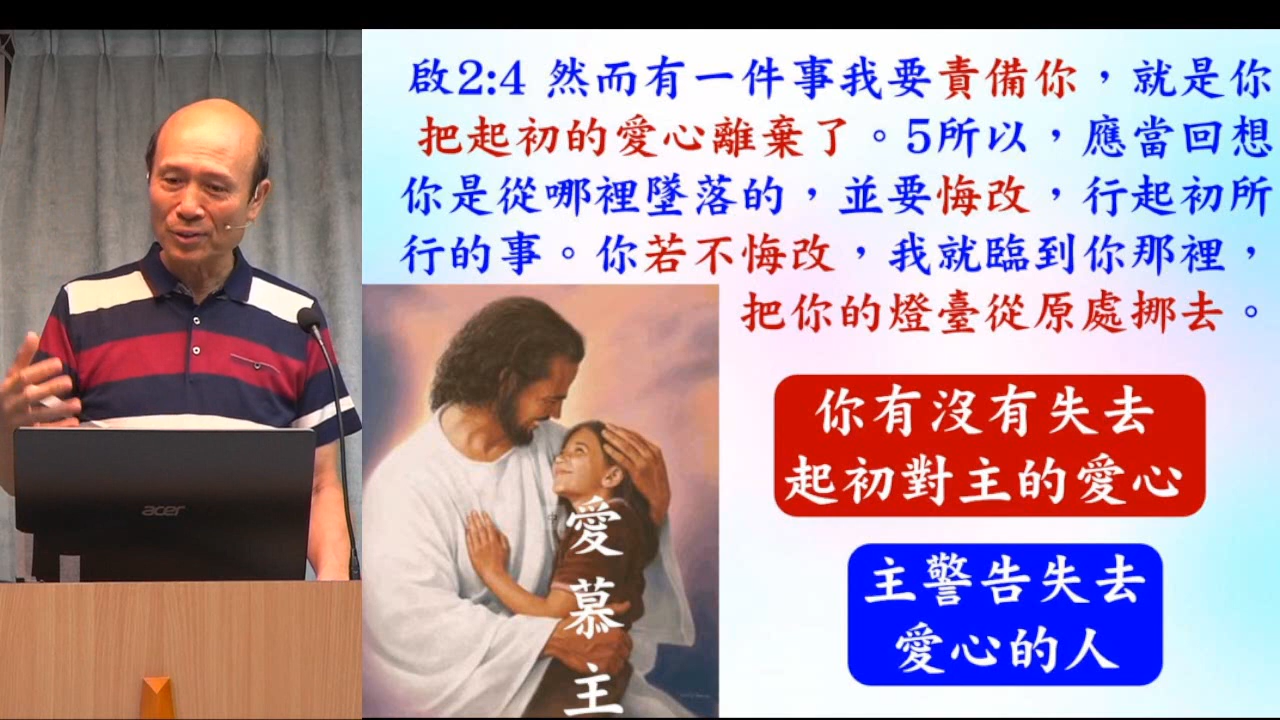 啟2:4 然而有一件事我要責備你，就是你
把起初的愛心離棄了。5所以，應當回想
你是從哪裡墜落的，並要悔改，行起初所
行的事。你若不悔改，我就臨到你那裡，
把你的燈臺從原處挪去。
你有沒有失去
起初對主的愛心
主警告失去
愛心的人
愛慕主
acer